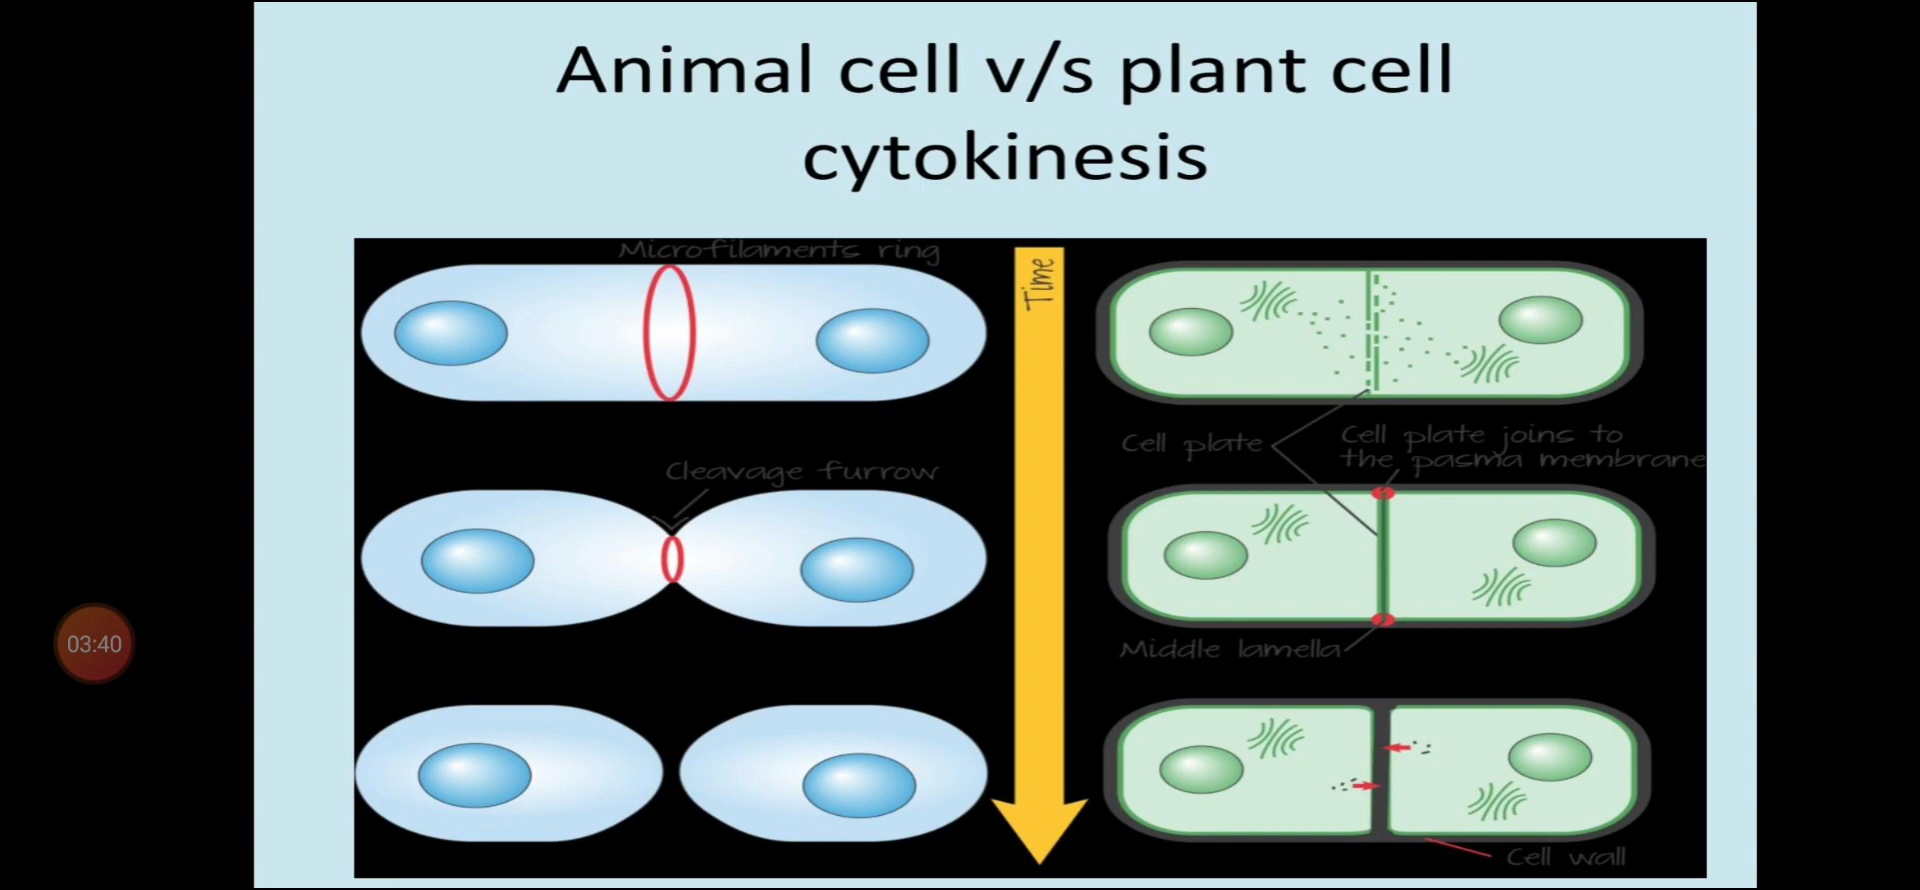 Animal cell v/s plant cell
cytokinesis
Microfilaments ring
Time
Cell plate
Cell plate joins to
the pasma membrane
Cleavage furrow
Middle lamella
03:40
Cell wall